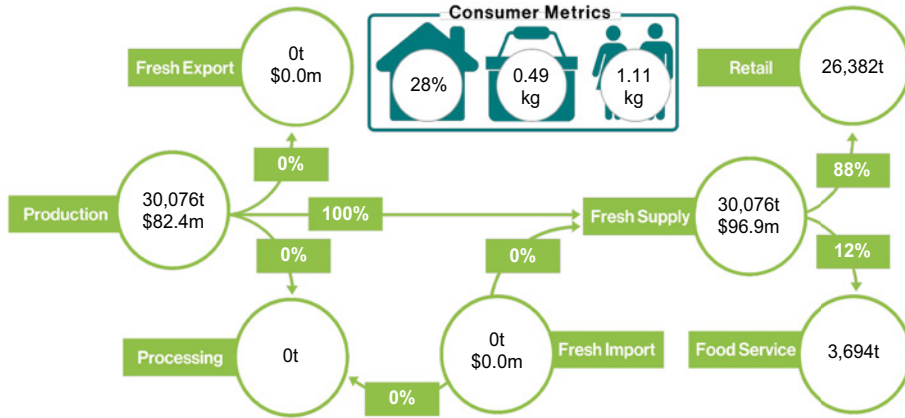 Consumer Metrics
28%
0.49
kg
1.11
kg
Fresh Export
0t
$0.0m
Retail
26,382t
0%
88%
Production
30,076t
$82.4m
100%
Fresh Supply
30,076t
$96.9m
0%
0%
12%
Processing
0t
0t
$0.0m
Fresh Import
Food Service
3,694t
0%